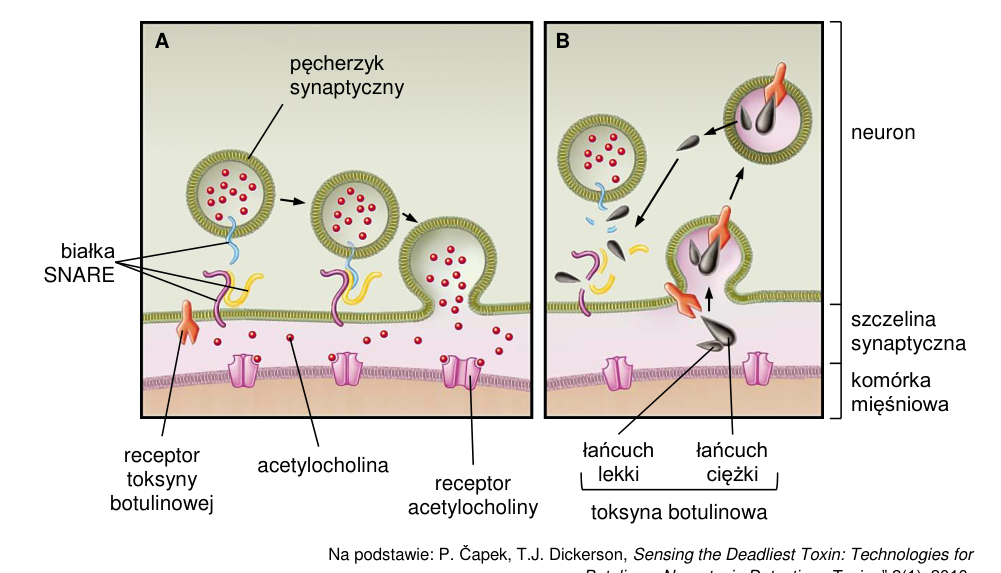 A
B
pęcherzyk
synaptyczny
neuron
białka
SNARE
szczelina
synaptyczna
komórka
mięśniowa
receptor
toksyny
botulinowej
acetylocholina
receptor
acetylocholiny
łańcuch
lekki
łańcuch
ciężki
toksyna botulinowa
Na podstawie: P. Čapek, T.J. Dickerson, Sensing the Deadliest Toxin: Technologies for